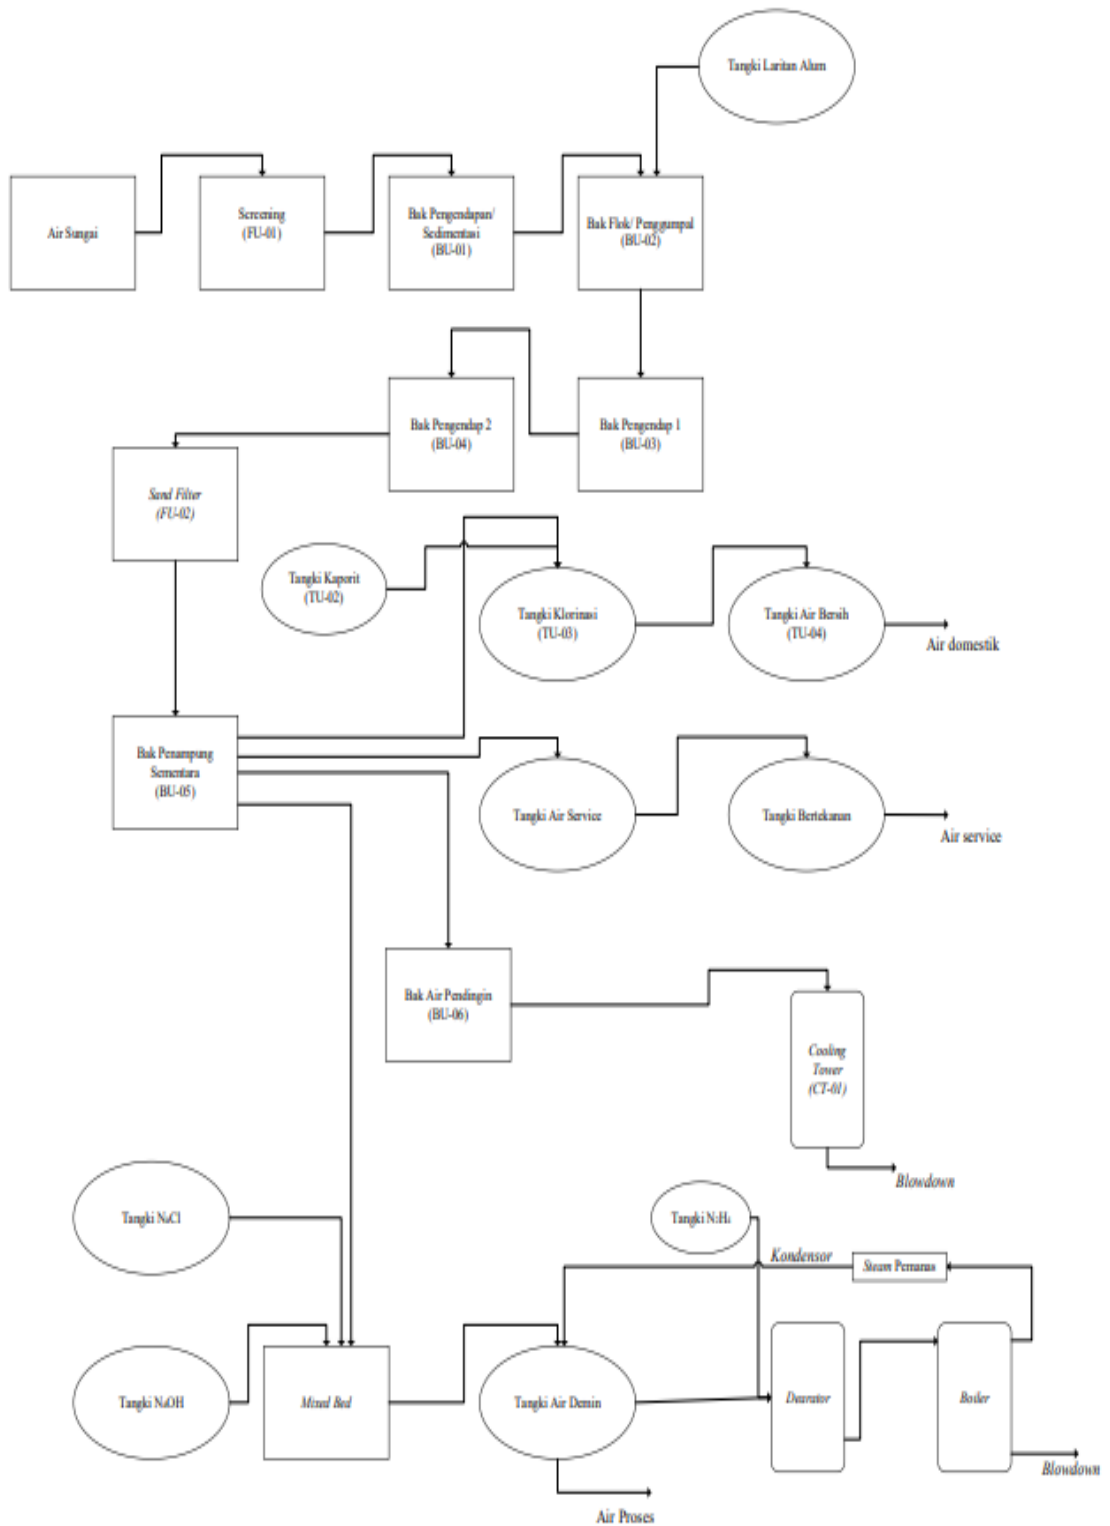 Tangki Laritan Alum
Air Sungai
Screening
(FU-01)
Bak Pengendapan/
Sedimentasi
(BU-01)
Bak Flok/ Penggumpal
(BU-02)
Bak Pengendap 2
(BU-04)
Bak Pengendap 1
(BU-03)
Sand Filter
(FU-02)
Tangki Kaporit
(TU-02)
Tangki Klorinasi
(TU-03)
Tangki Air Bersih
(TU-04)
Air domestik
Bak Penampung
Sementara
(BU-05)
Tangki Air Service
Tangki Bertekanan
Air service
Bak Air Pendingin
(BU-06)
Cooling
Tower
(CT-01)
Blowdown
Tangki NaCl
Tangki N₂H₄
Kondensor
Steam Pemanas
Tangki NaOH
Mixed Bed
Tangki Air Demin
Dearator
Boiler
Blowdown
Air Proses